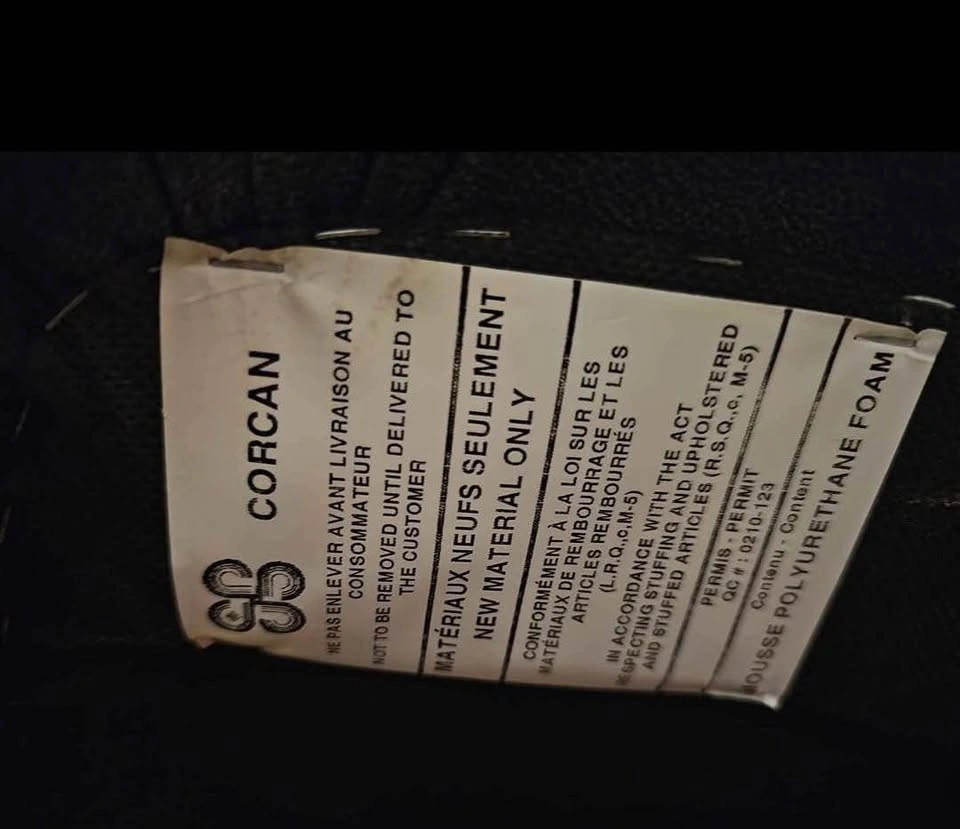 CORCAN
NE PAS ENLEVER AVANT LIVRAISON AU
CONSOMMATEUR
NOT TO BE REMOVED UNTIL DELIVERED TO
THE CUSTOMER
MATÉRIAUX NEUFS SEULEMENT
NEW MATERIAL ONLY
CONFORMÉMENT À LA LOI SUR LES
MATÉRIAUX DE REMBOURRAGE ET LES
ARTICLES REMBOURRÉS
(L.R.Q.,c,M-5)
IN ACCORDANCE WITH THE ACT
RESPECTING STUFFING AND UPHOLSTERED
AND STUFFED ARTICLES (R.S.Q.,c, M-5)
PERMIS - PERMIT
QC # : 0210-123
Contenu - Content
MOUSSE POLYURETHANE FOAM